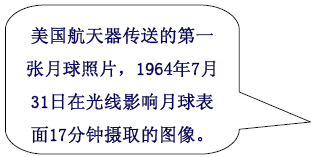 美国航天器传送的第一
张月球照片，1964年7月
31日在光线影响月球表
面17分钟摄取的图像。